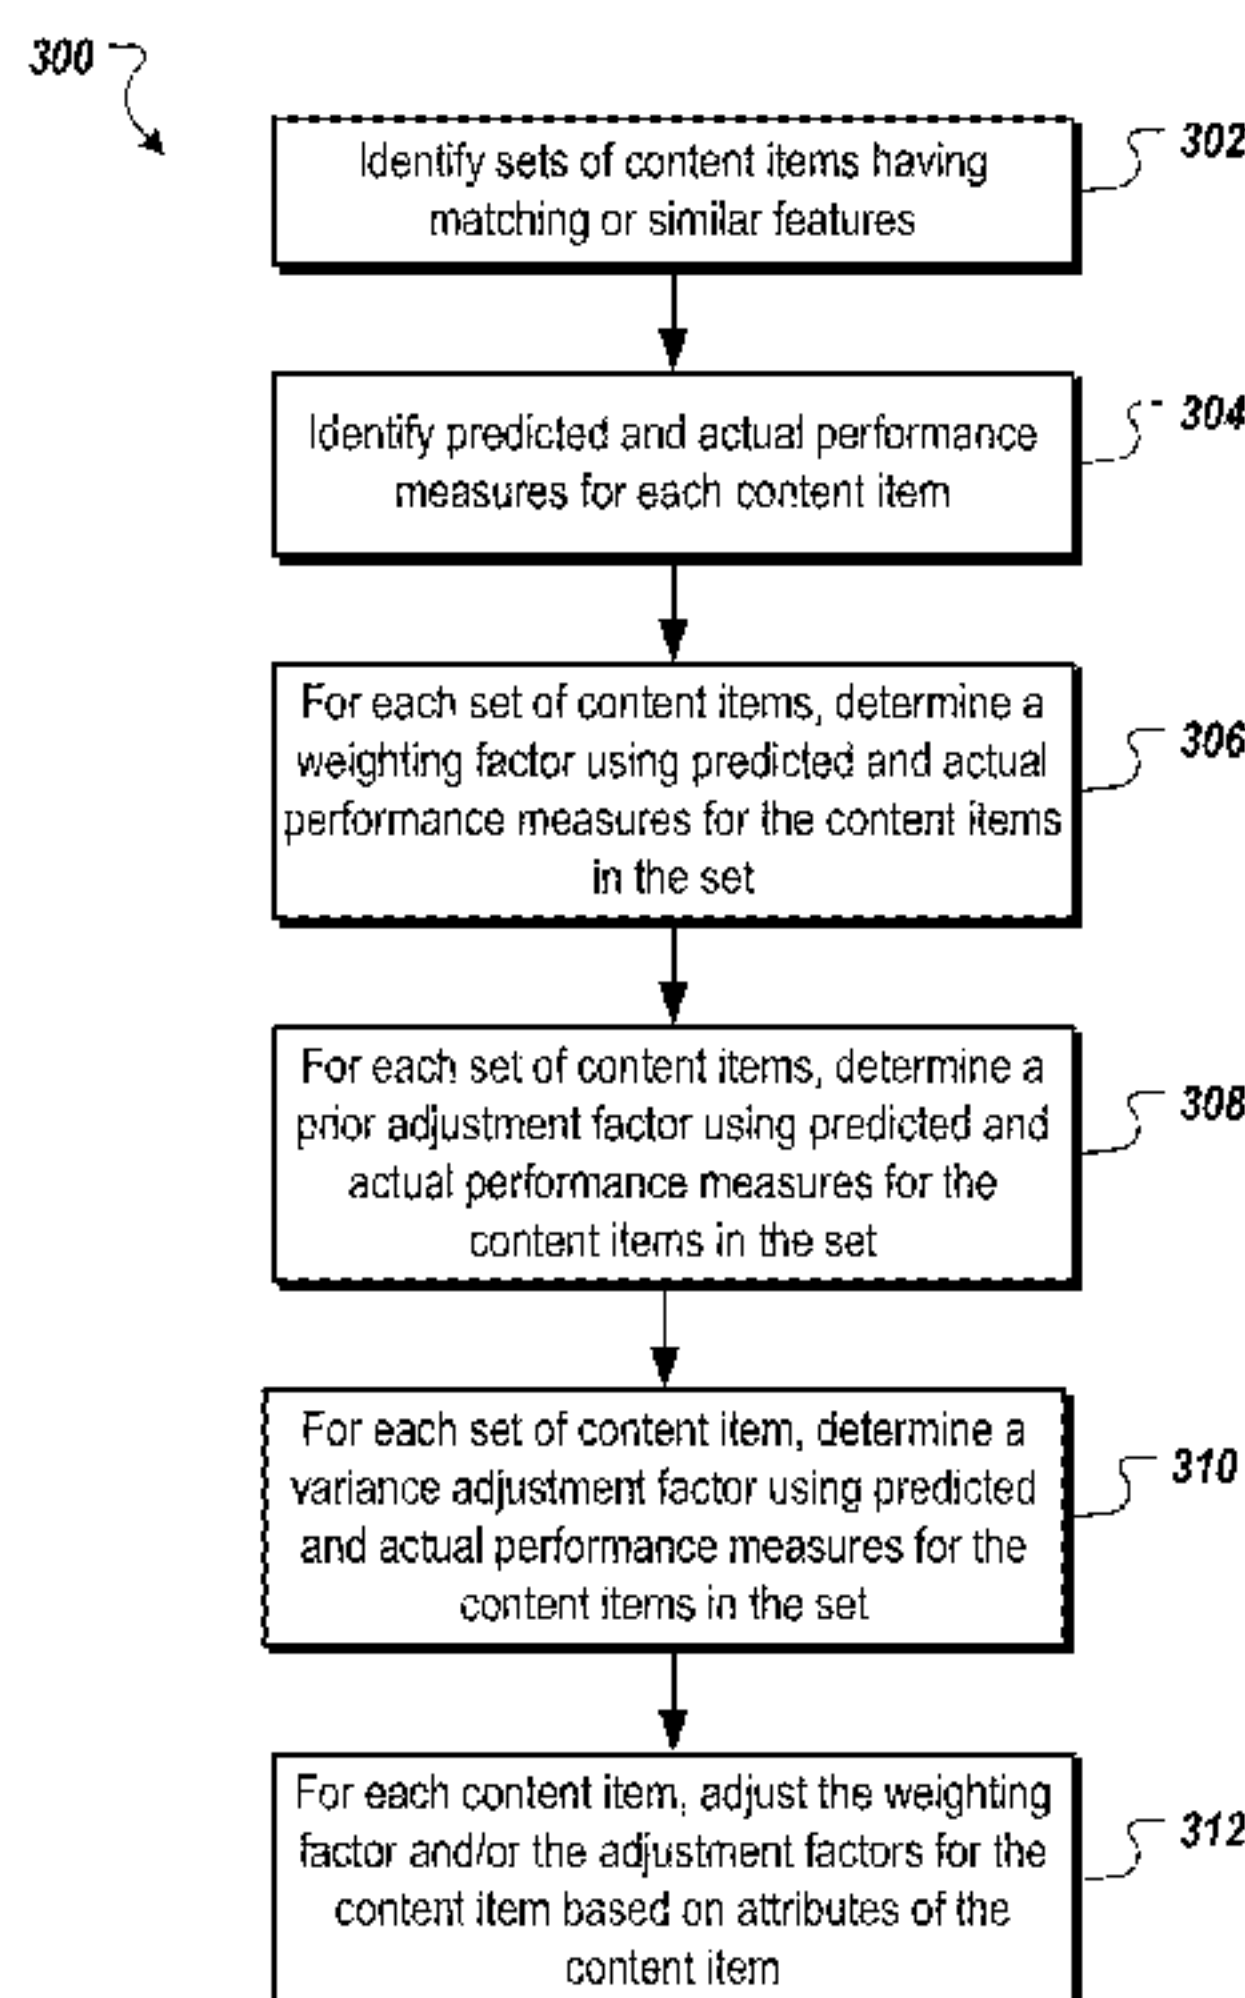 300
Identify sets of content items having
matching or similar features
302
Identify predicted and actual performance
measures for each content item
304
For each set of content items, determine a
weighting factor using predicted and actual
performance measures for the content items
in the set
306
For each set of content items, determine a
prior adjustment factor using predicted and
actual performance measures for the
content items in the set
308
For each set of content item, determine a
variance adjustment factor using predicted
and actual performance measures for the
content items in the set
310
For each content item, adjust the weighting
factor and/or the adjustment factors for the
content item based on attributes of the
content item
312